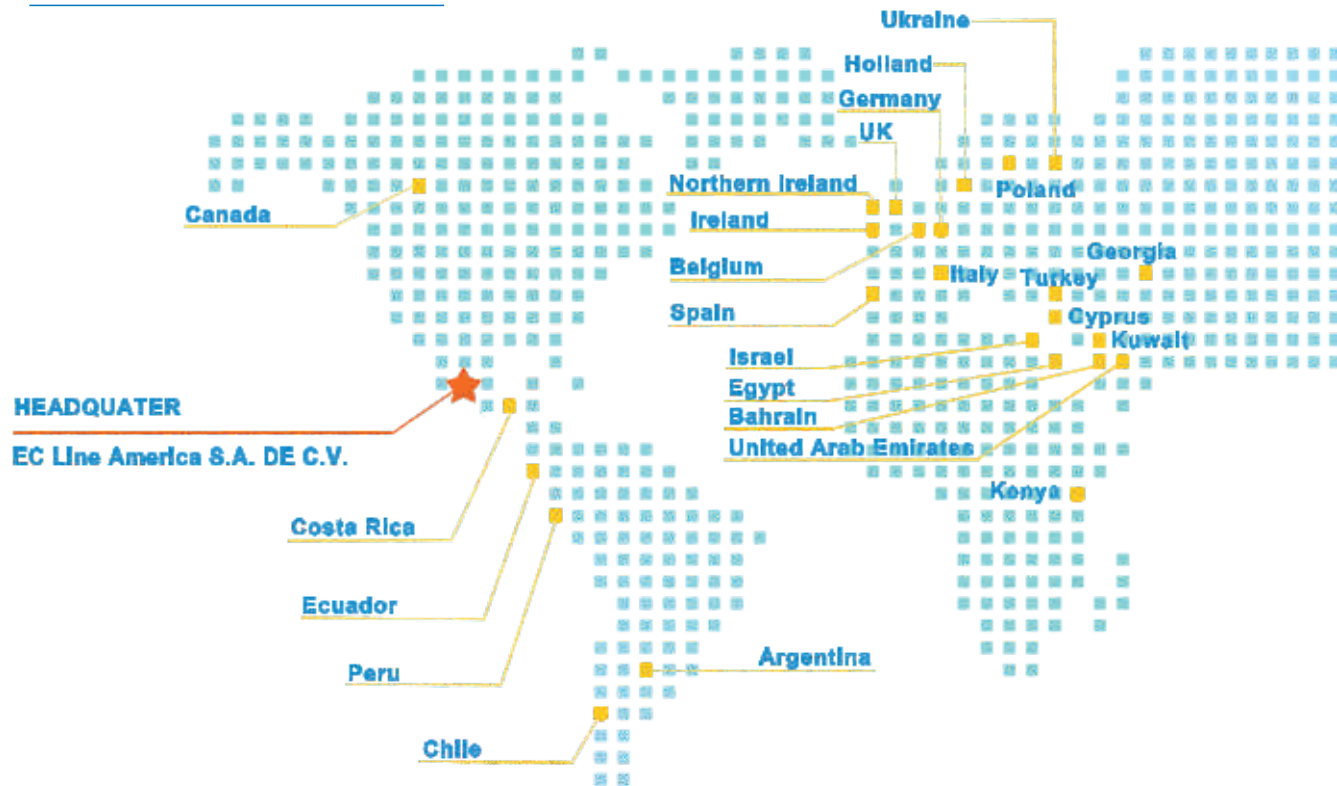 Ukraine
Holland
Germany
UK
Northern Ireland
Poland
Canada
Ireland
Georgia
Belgium
Italy
Turkey
Spain
Cyprus
Kuwait
Israel
Egypt
HEADQUATER
Bahrain
United Arab Emirates
EC Line America S.A. DE C.V.
Kenya
Costa Rica
Ecuador
Argentina
Peru
Chile